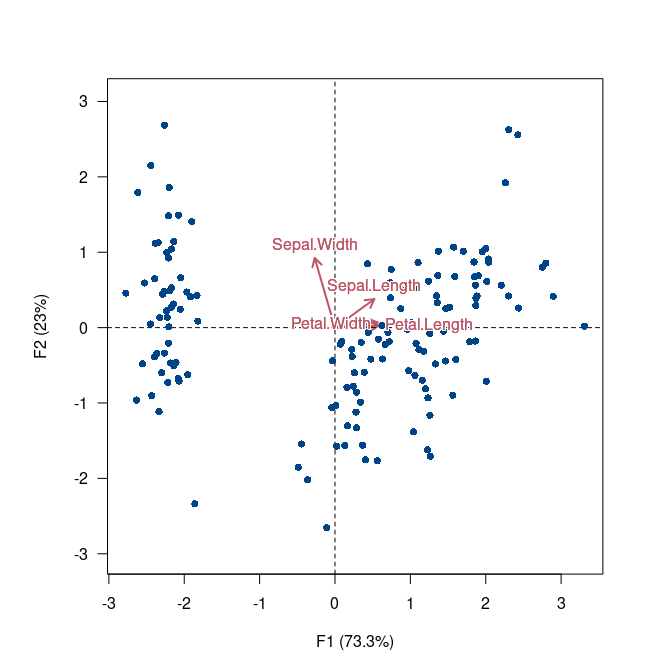 3
2
1
0
-1
-2
-3
F2 (23%)
Sepal.Width
Sepal.Length
Petal.Width
Petal.Length
-3 -2 -1 0 1 2 3
F1 (73.3%)